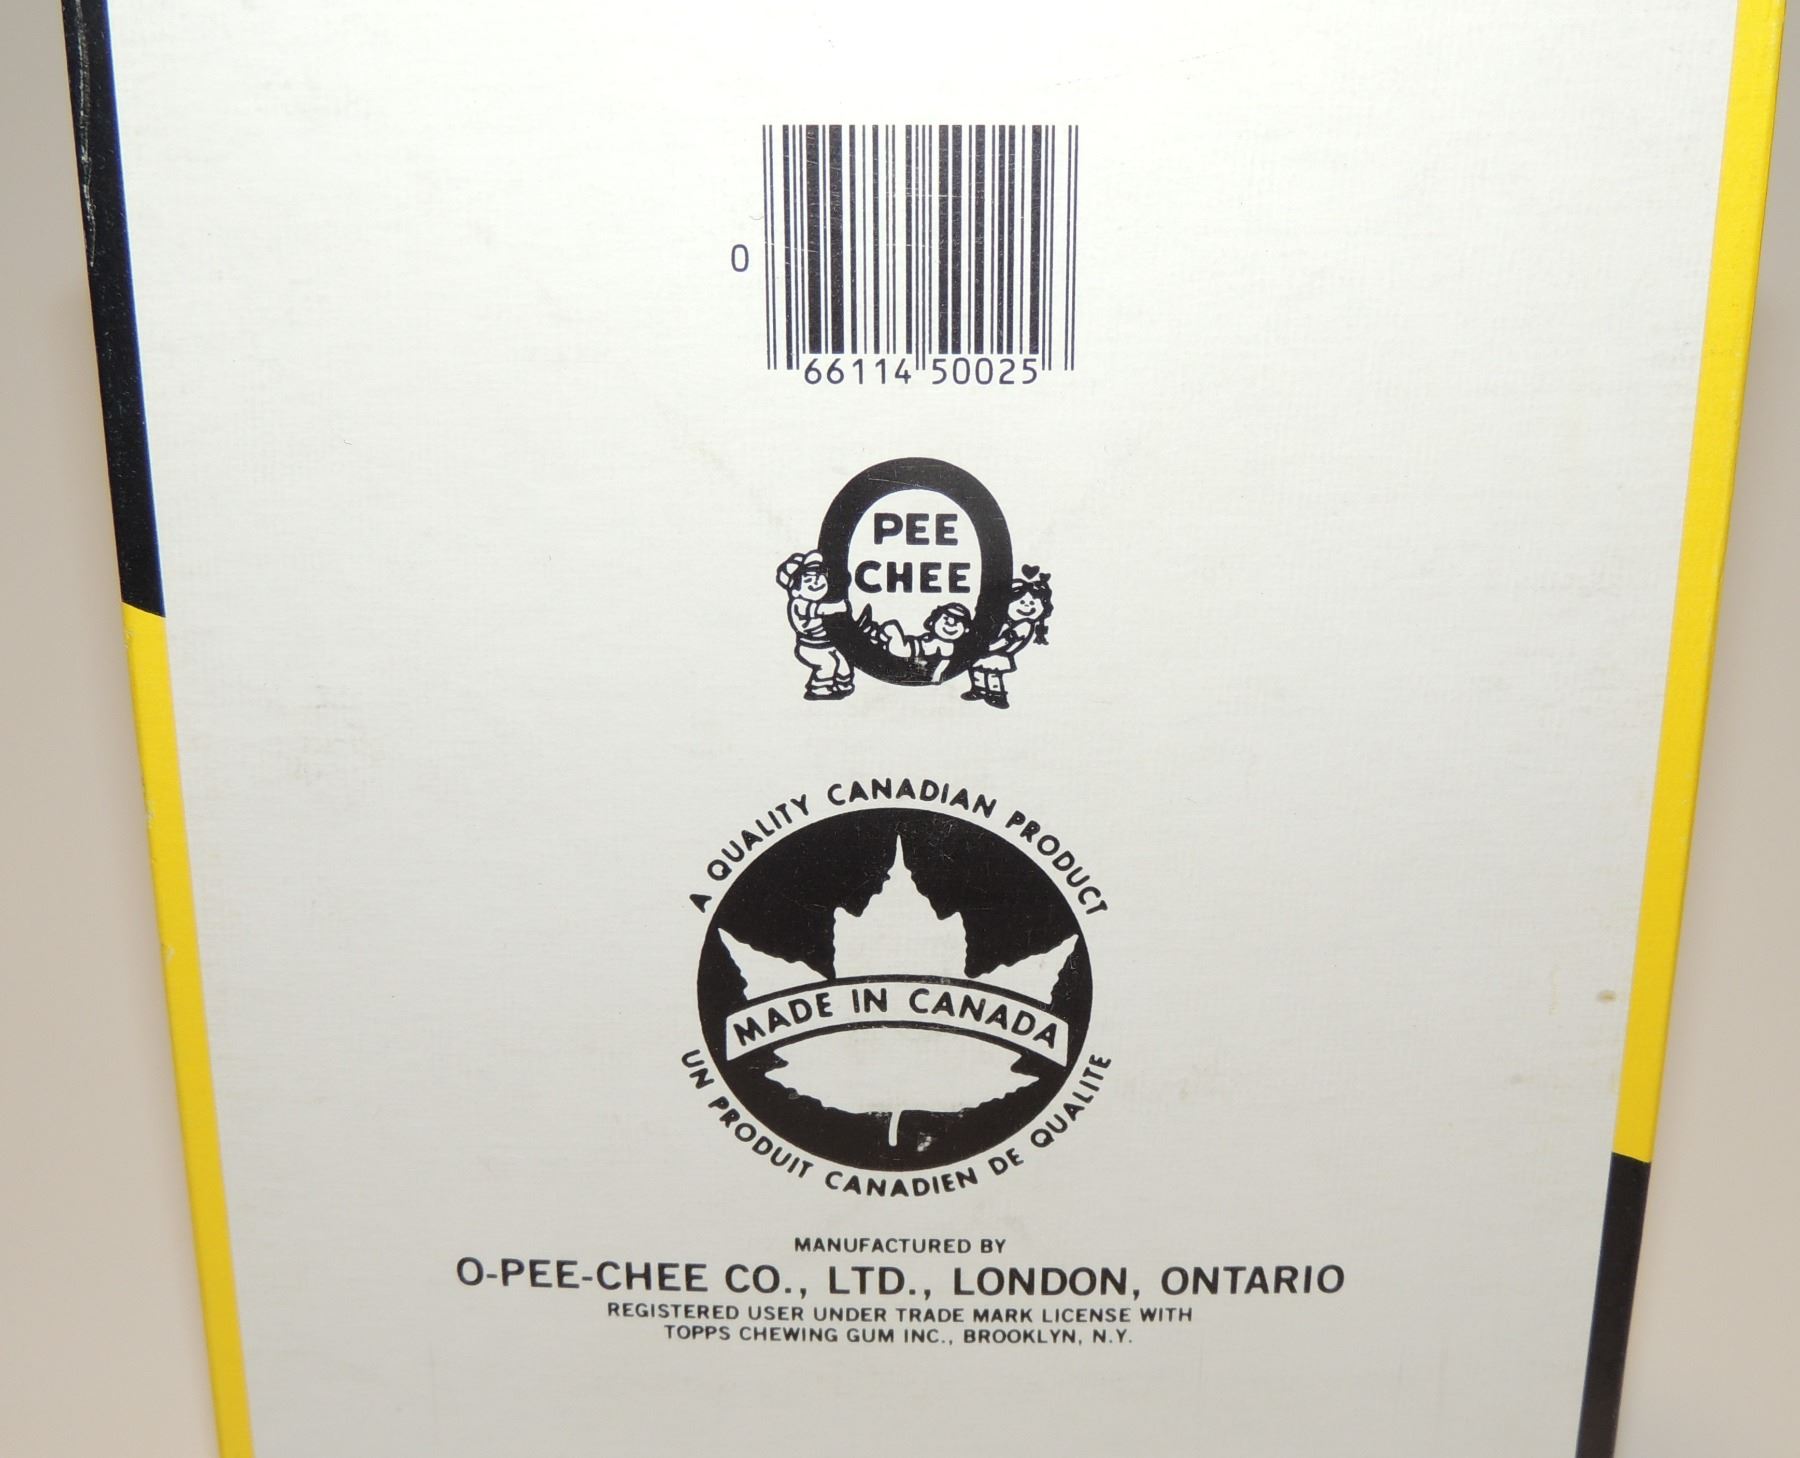 0
66114 50025
PEE
CHEE
A QUALITY CANADIAN PRODUCT
MADE IN CANADA
UN PRODUIT CANADIEN DE QUALITE
MANUFACTURED BY
O-PEE-CHEE CO., LTD., LONDON, ONTARIO
REGISTERED USER UNDER TRADE MARK LICENSE WITH
TOPPS CHEWING GUM INC., BROOKLYN, N.Y.